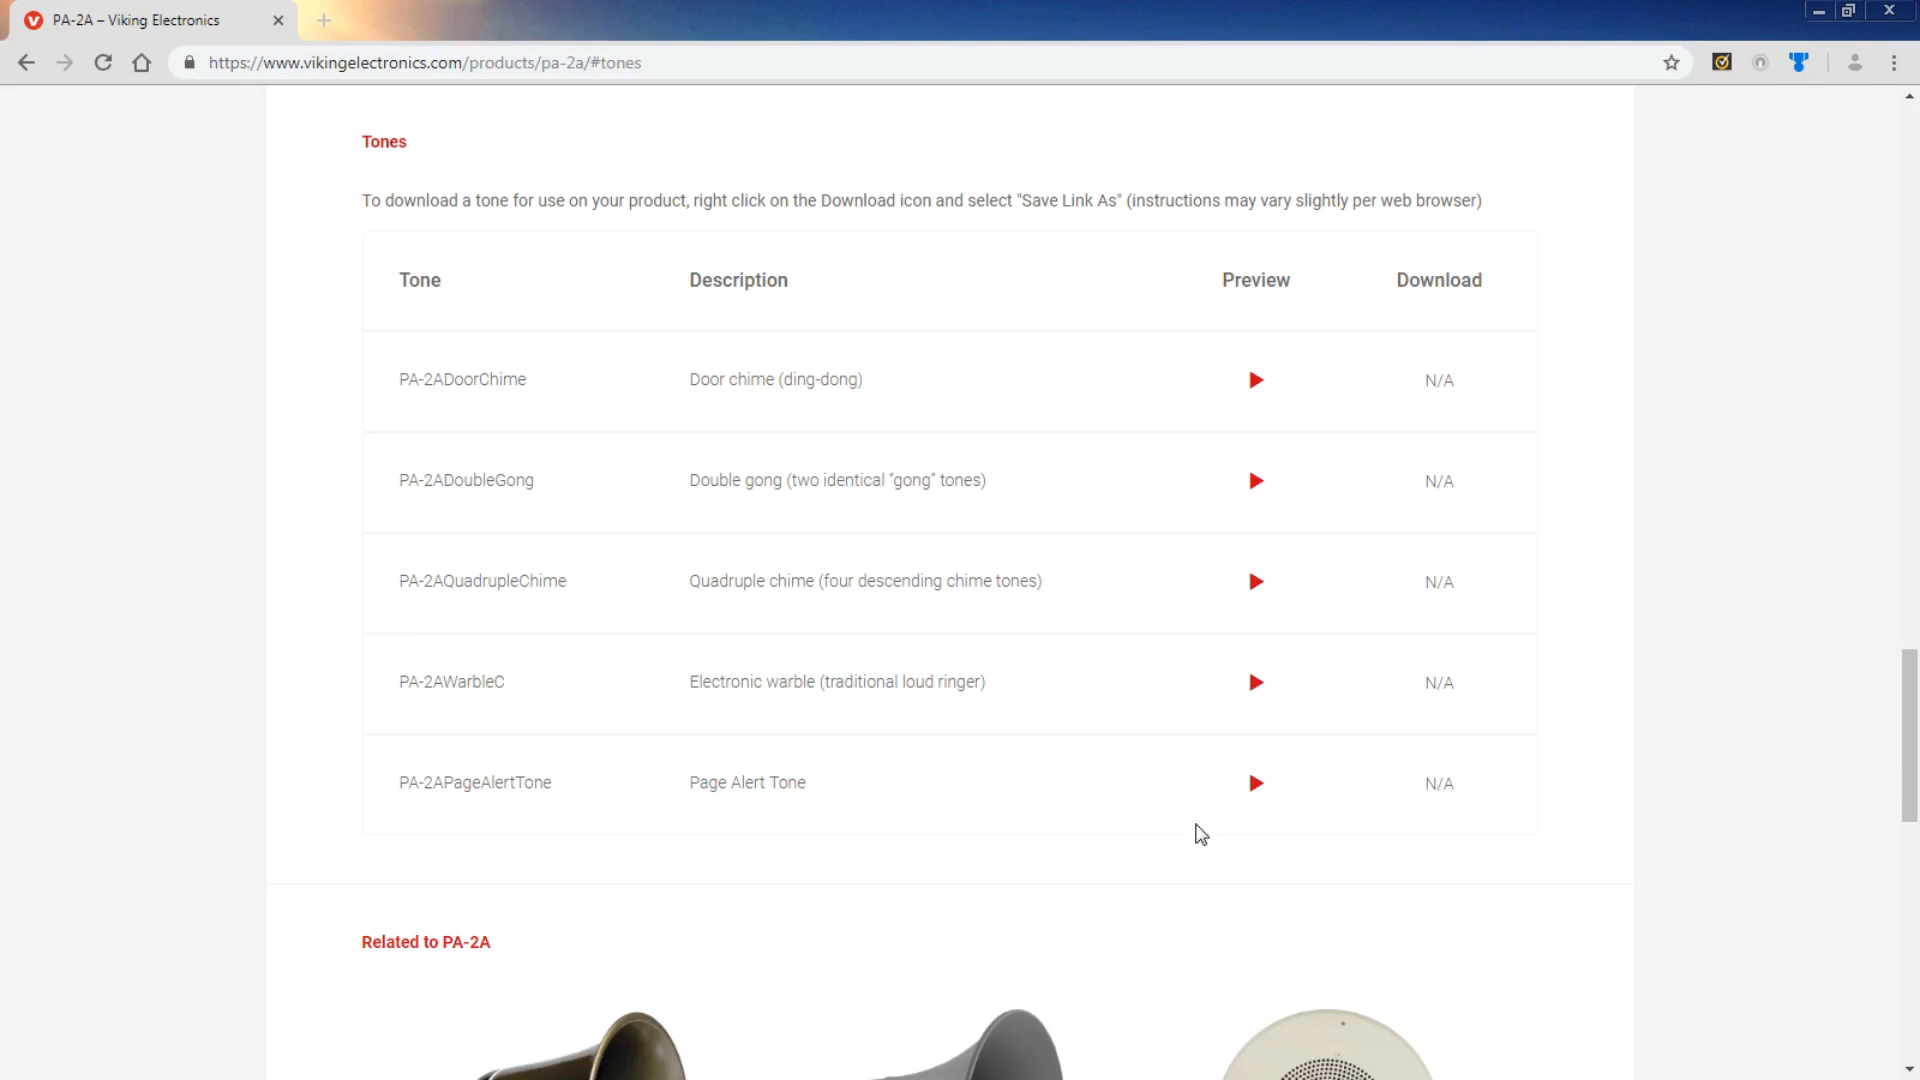 PA-2A – Viking Electronics
https://www.vikingelectronics.com/products/pa-2a/#tones
Tones
To download a tone for use on your product, right click on the Download icon and select "Save Link As" (instructions may vary slightly per web browser)
Tone Description Preview Download
PA-2ADoorChime Door chime (ding-dong) N/A
PA-2ADoubleGong Double gong (two identical “gong” tones) N/A
PA-2AQuadrupleChime Quadruple chime (four descending chime tones) N/A
PA-2AWarbleC Electronic warble (traditional loud ringer) N/A
PA-2APageAlertTone Page Alert Tone N/A
Related to PA-2A